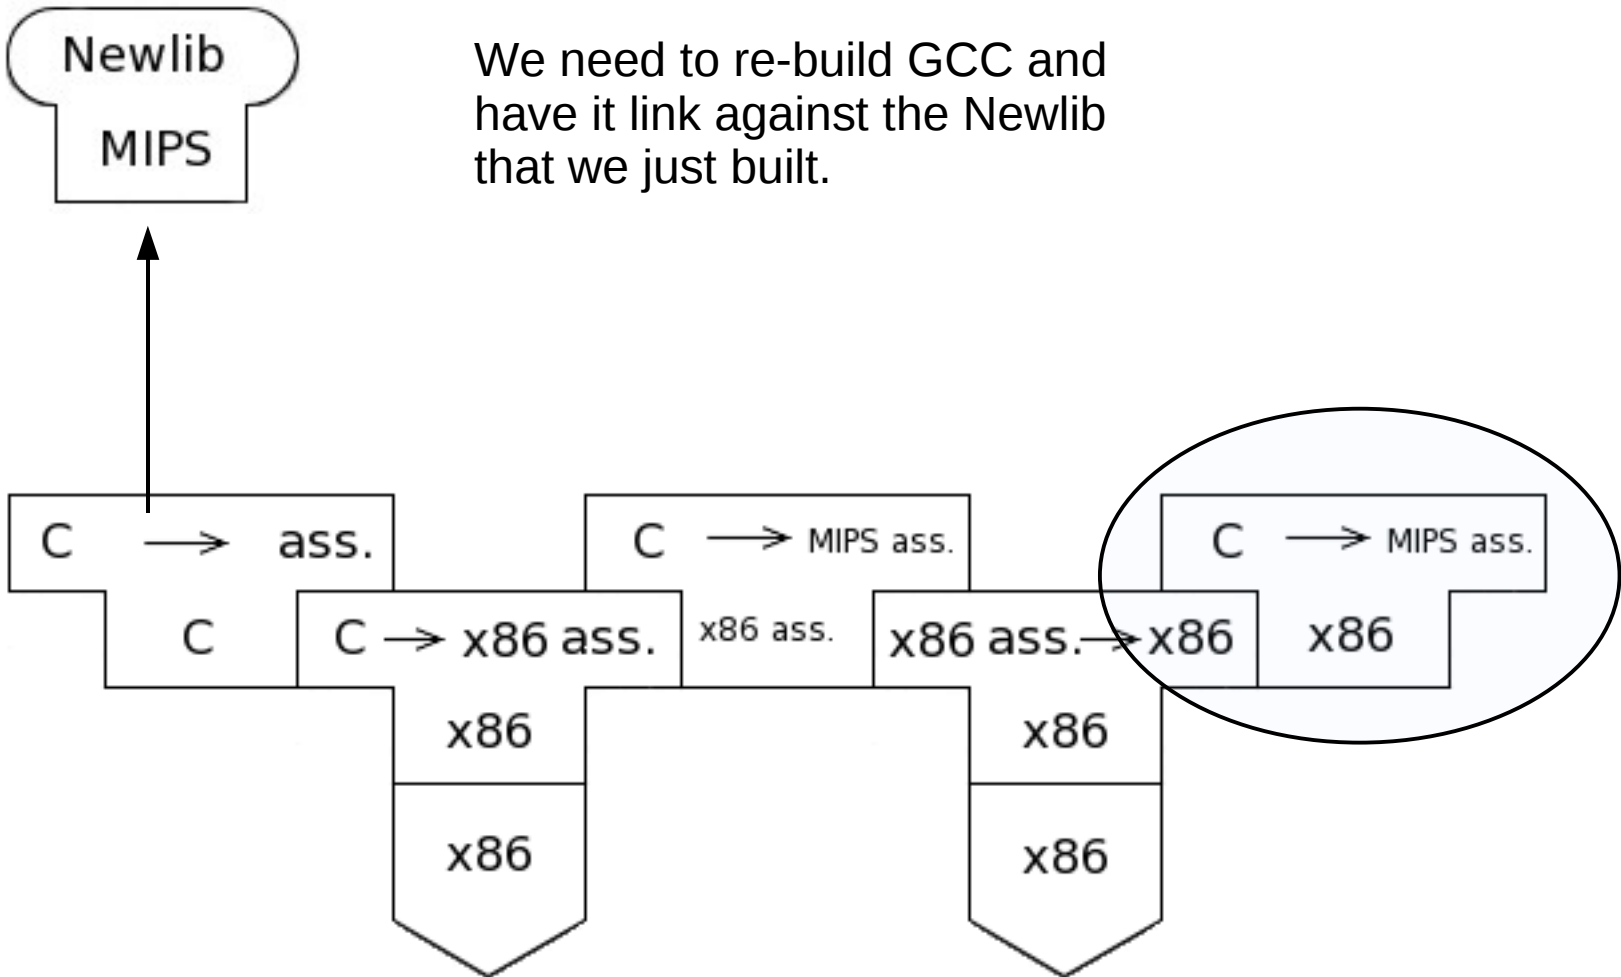 Newlib
MIPS
We need to re-build GCC and
have it link against the Newlib
that we just built.
C → ass.
C
C → x86 ass.
x86
x86
C → MIPS ass.
x86 ass.
x86 ass. → x86
x86
x86
C → MIPS ass.
x86